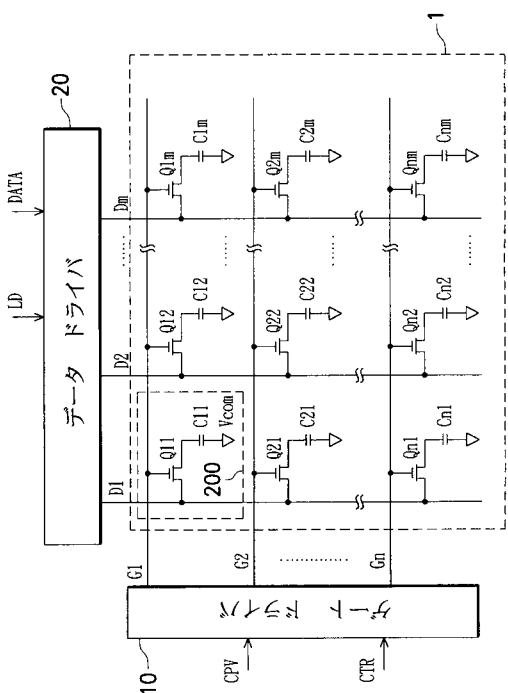 DATA
LD
20
データ ドライバ
D1
D2
Dm
1
Q11
C11
Vcom
200
Q12
C12
Q1m
C1m
G1
Q21
C21
Q22
C22
Q2m
C2m
G2
Qn1
Cn1
Qn2
Cn2
Qnm
Cnm
Gn
10
ゲート ドライバ
CPV
CTR